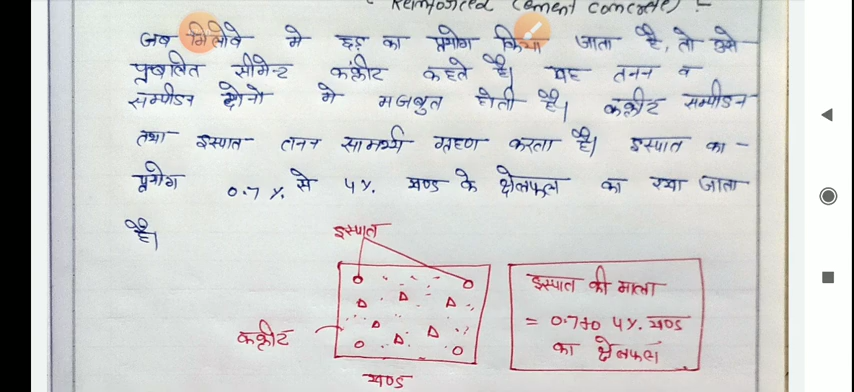 Reinforced Cement Concrete) :-
जब मिलावे मे छड़ का प्रयोग किया जाता है, तो उसे
प्रबलित सीमेन्ट कंक्रीट कहते है। यह तनन व
सम्पीडन दोनो मे मजबुत होती है। कंक्रीट सम्पीडन
तथा इस्पात तनन सामर्थ्य ग्रहण करता है। इस्पात का -
प्रयोग 0.7 %. से 4 %. खण्ड के क्षेत्रफल का रखा जाता
है।
इस्पात
कंक्रीट
खण्ड
इस्पात की मात्रा
= 0.7 to 4 %. खण्ड
का क्षेत्रफल